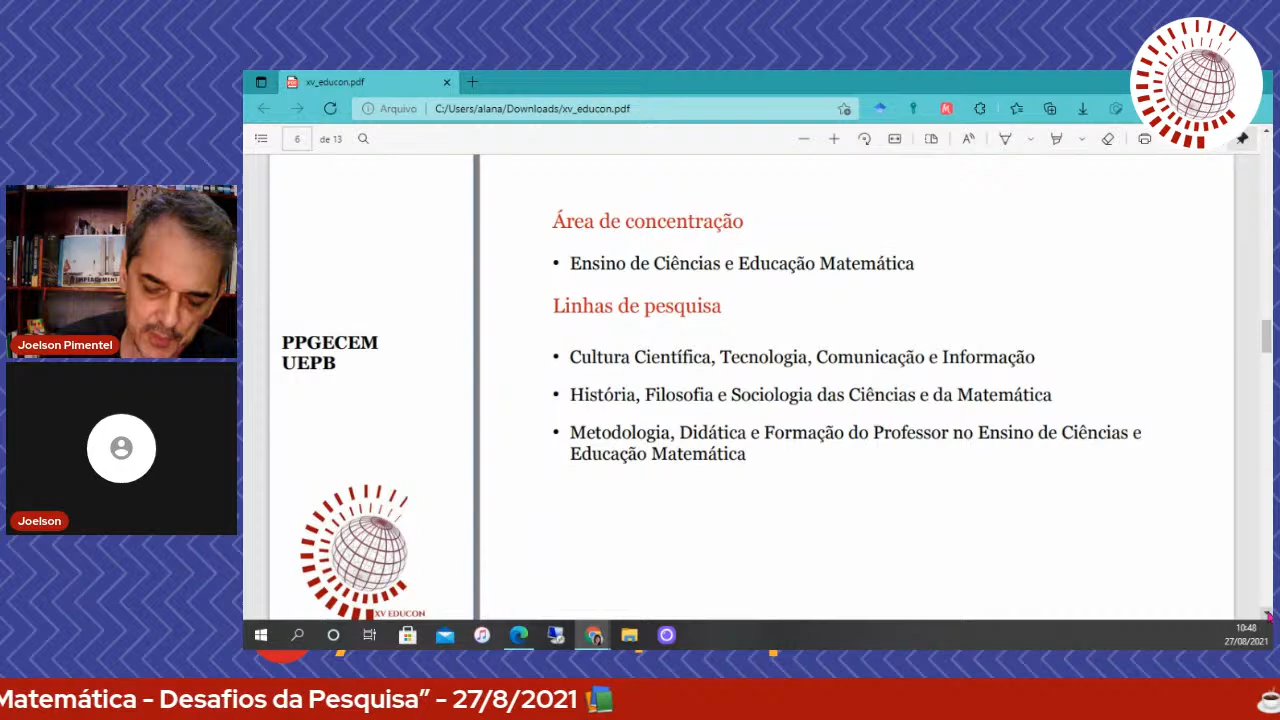 xv_educon.pdf
Arquivo
C:/Users/alana/Downloads/xv_educon.pdf
6
de 13
Área de concentração
• Ensino de Ciências e Educação Matemática
Linhas de pesquisa
PPGECEM
UEPB
• Cultura Científica, Tecnologia, Comunicação e Informação
• História, Filosofia e Sociologia das Ciências e da Matemática
• Metodologia, Didática e Formação do Professor no Ensino de Ciências e
Educação Matemática
XV EDUCON
Joelson Pimentel
Joelson
10:48
27/08/2021
Matemática - Desafios da Pesquisa” - 27/8/2021